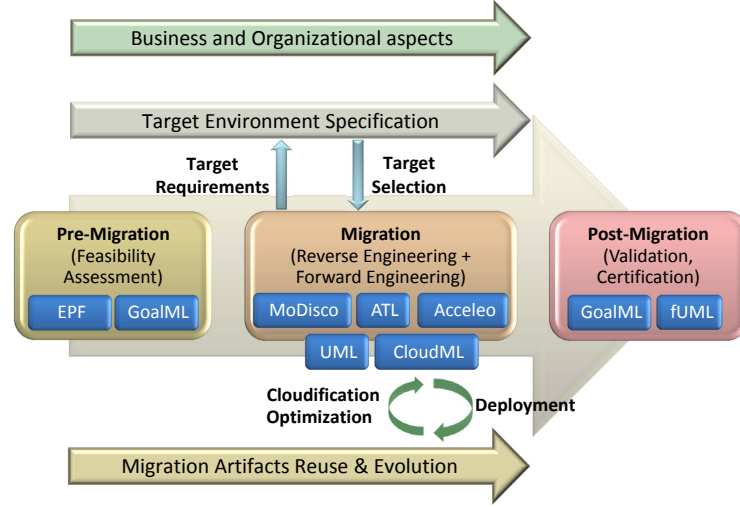 Business and Organizational aspects
Target Environment Specification
Target
Requirements
Target
Selection
Pre-Migration
(Feasibility
Assessment)
EPF
GoalML
Migration
(Reverse Engineering +
Forward Engineering)
MoDisco
ATL
Acceleo
UML
CloudML
Post-Migration
(Validation,
Certification)
GoalML
fUML
Cloudification
Optimization
Deployment
Migration Artifacts Reuse & Evolution